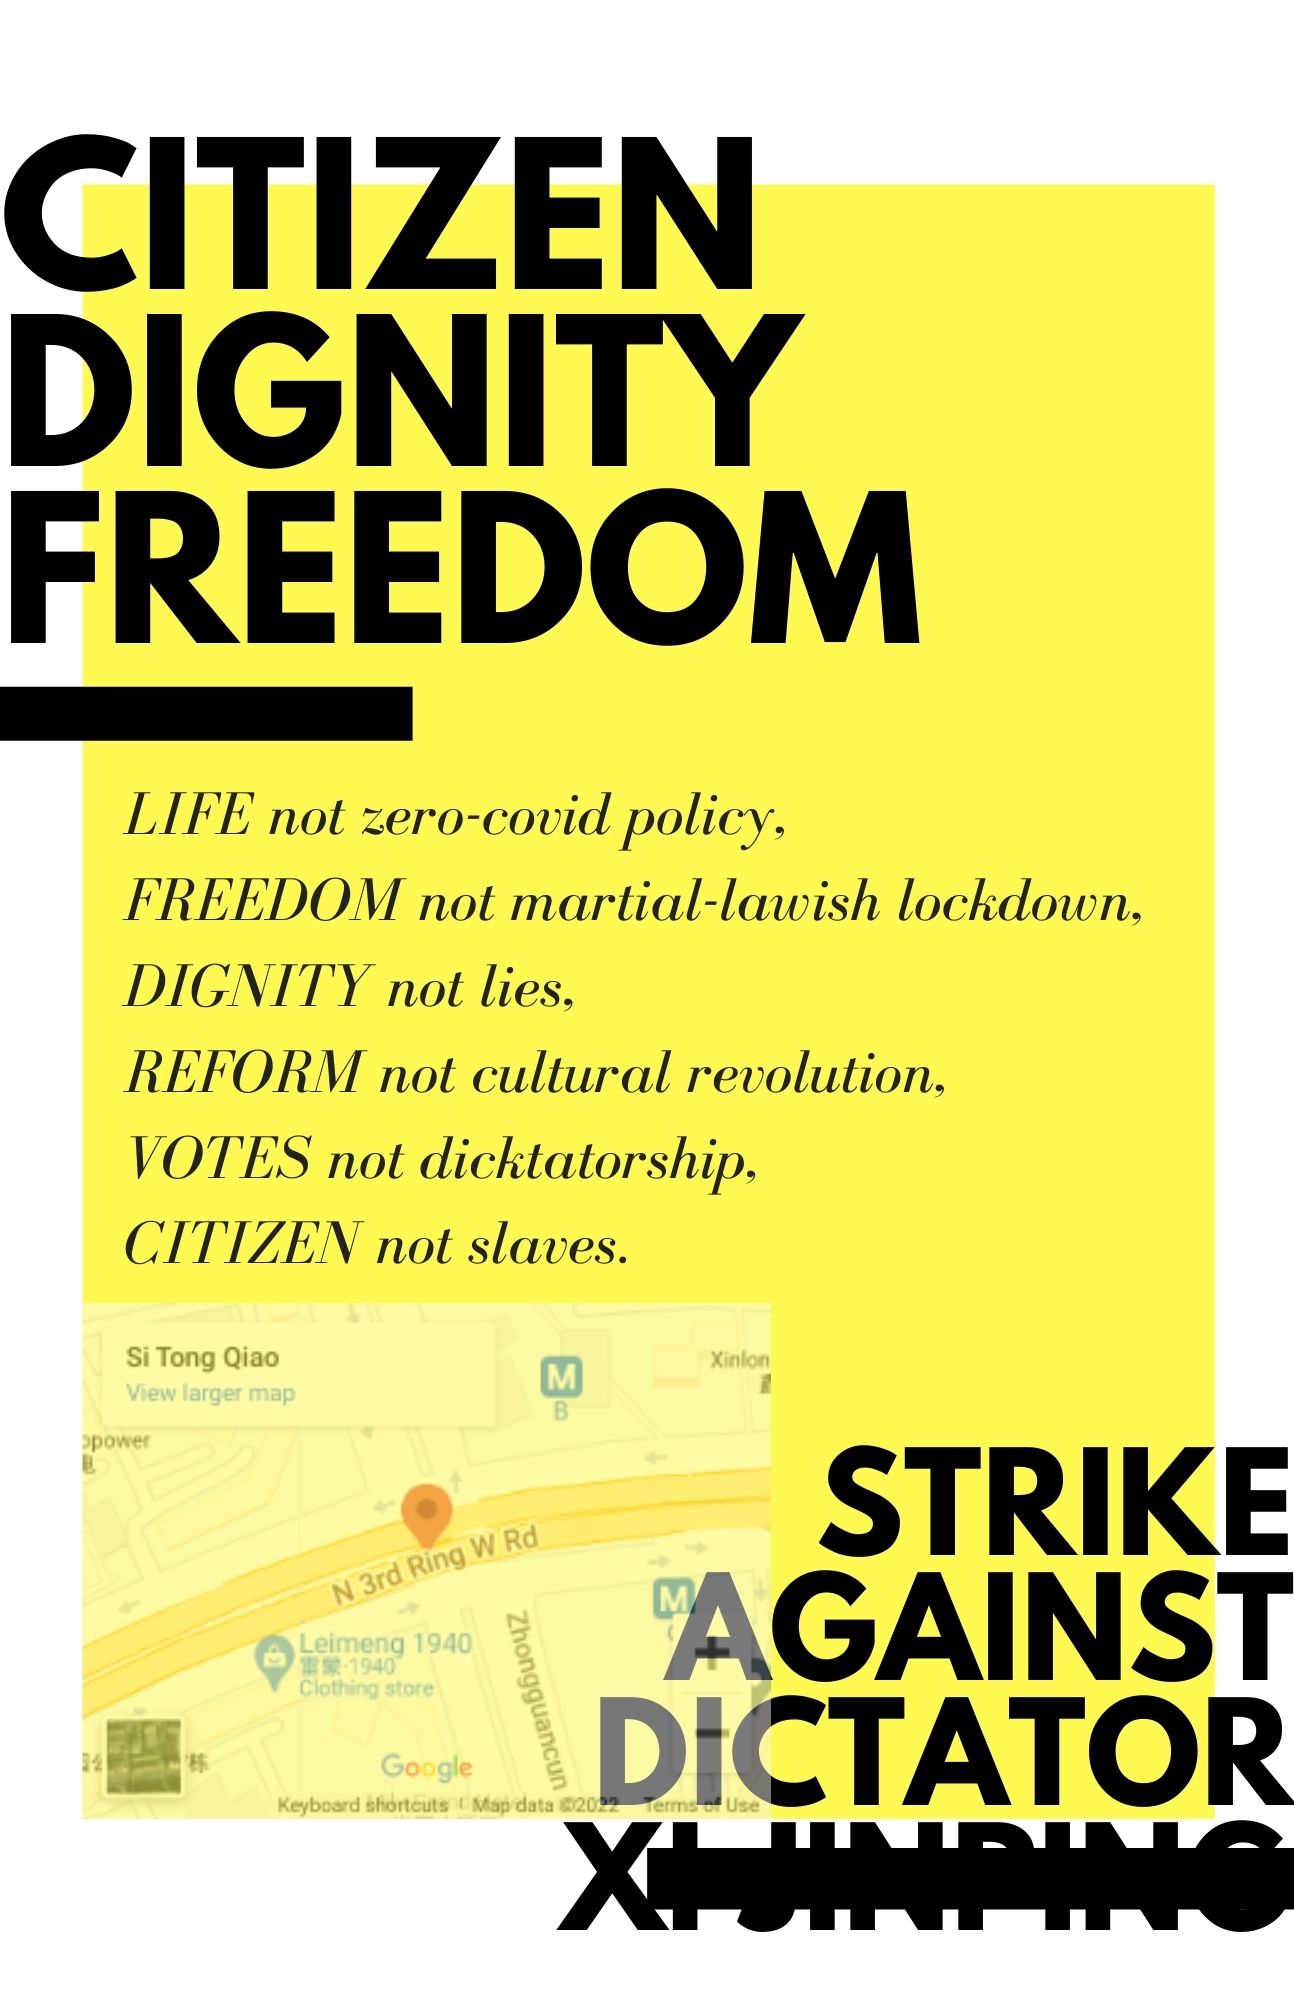 CITIZEN
DIGNITY
FREEDOM
LIFE not zero-covid policy,
FREEDOM not martial-lawish lockdown,
DIGNITY not lies,
REFORM not cultural revolution,
VOTES not dicktatorship,
CITIZEN not slaves.
Si Tong Qiao
View larger map
M
B
Xinlon
opower
电
N 3rd Ring W Rd
M
Leimeng 1940
雷蒙·1940
Clothing store
Zhongguancun
栋
Google
Keyboard shortcuts
Map data ©2022
Terms of Use
STRIKE
AGAINST
DICTATOR
XI JINPING